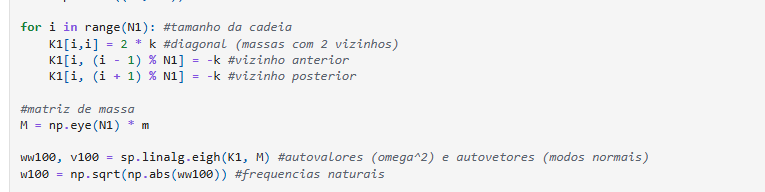 for i in range(N1): #tamanho da cadeia
    K1[i,i] = 2 * k #diagonal (massas com 2 vizinhos)
    K1[i, (i - 1) % N1] = -k #vizinho anterior
    K1[i, (i + 1) % N1] = -k #vizinho posterior

#matriz de massa
M = np.eye(N1) * m

ww100, v100 = sp.linalg.eigh(K1, M) #autovalores (omega^2) e autovetores (modos normais)
w100 = np.sqrt(np.abs(ww100)) #frequencias naturais